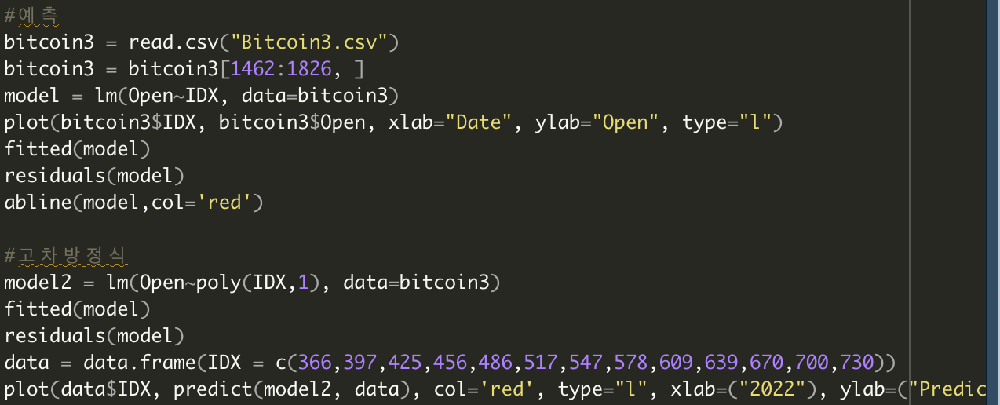 #예측
bitcoin3 = read.csv("Bitcoin3.csv")
bitcoin3 = bitcoin3[1462:1826, ]
model = lm(Open~IDX, data=bitcoin3)
plot(bitcoin3$IDX, bitcoin3$Open, xlab="Date", ylab="Open", type="l")
fitted(model)
residuals(model)
abline(model,col='red')
#고차방정식
model2 = lm(Open~poly(IDX,1), data=bitcoin3)
fitted(model)
residuals(model)
data = data.frame(IDX = c(366,397,425,456,486,517,547,578,609,639,670,700,730))
plot(data$IDX, predict(model2, data), col='red', type="l", xlab=("2022"), ylab=("Predic